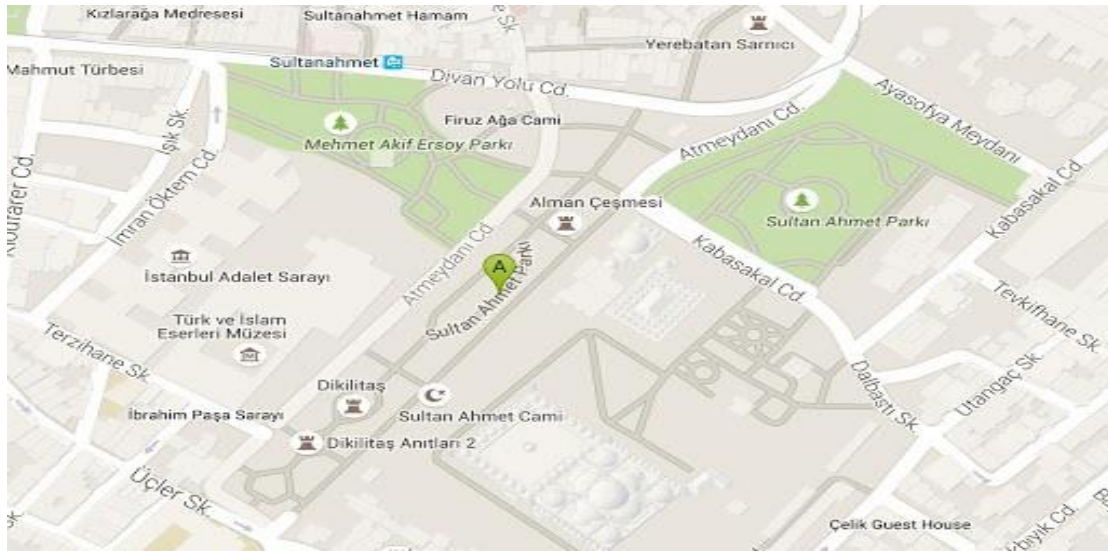 Kızlarağa Medresesi
Sultanahmet Hamam
Yerebatan Sarnıcı
Mahmut Türbesi
Sultanahmet
Divan Yolu Cd.
Ayasofya Meydanı
Işık Sk.
Firuz Ağa Cami
Atmeydanı Cd.
Mehmet Akif Ersoy Parkı
Kabasakal Cd.
İmran Öktem Cd.
Alman Çeşmesi
Sultan Ahmet Parkı
Kabasakal Cd.
Atmeydanı Cd
A
Sultan Ahmet Parkı
İstanbul Adalet Sarayı
Tevkifhane Sk.
Türk ve İslam
Eserleri Müzesi
Terzihane Sk.
Dalbastı Sk.
Utangaç Sk.
Dikilitaş
İbrahim Paşa Sarayı
Sultan Ahmet Cami
Dikilitaş Anıtları 2
Üçler Sk.
Çelik Guest House